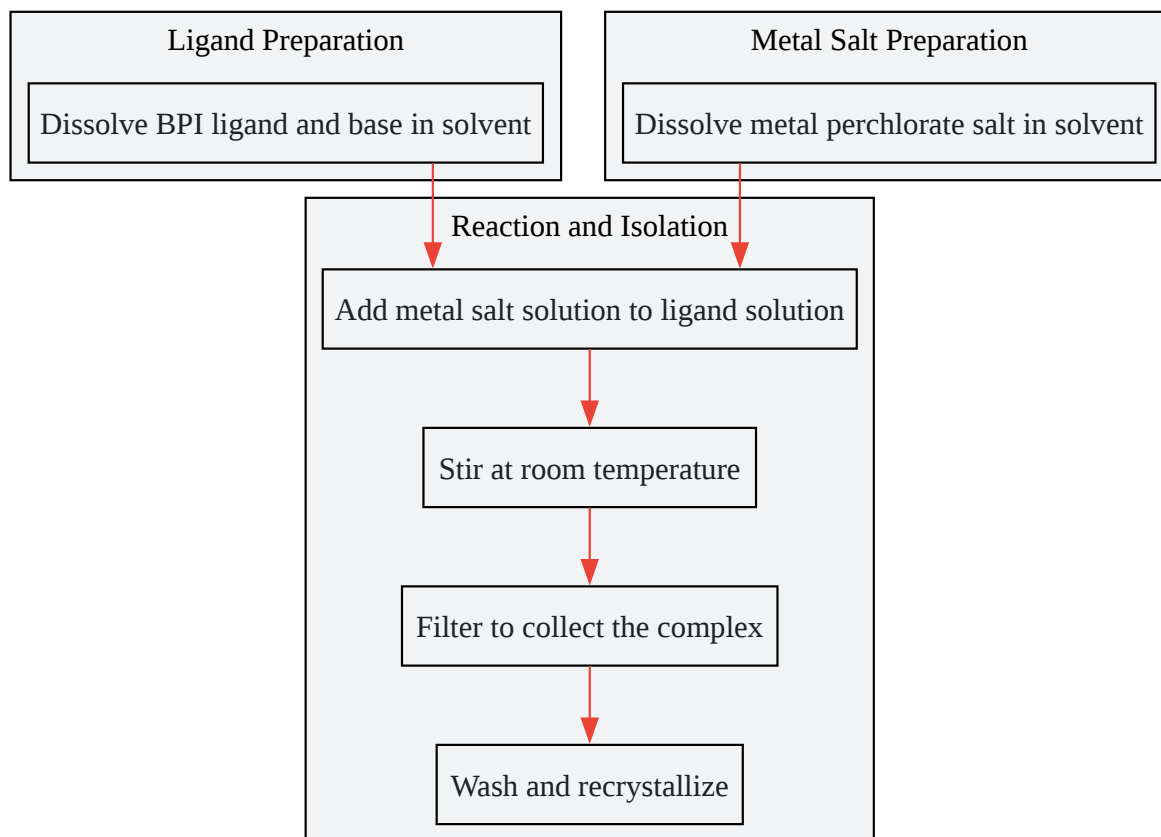 Ligand Preparation
Dissolve BPI ligand and base in solvent
Metal Salt Preparation
Dissolve metal perchlorate salt in solvent
Reaction and Isolation
Add metal salt solution to ligand solution
Stir at room temperature
Filter to collect the complex
Wash and recrystallize